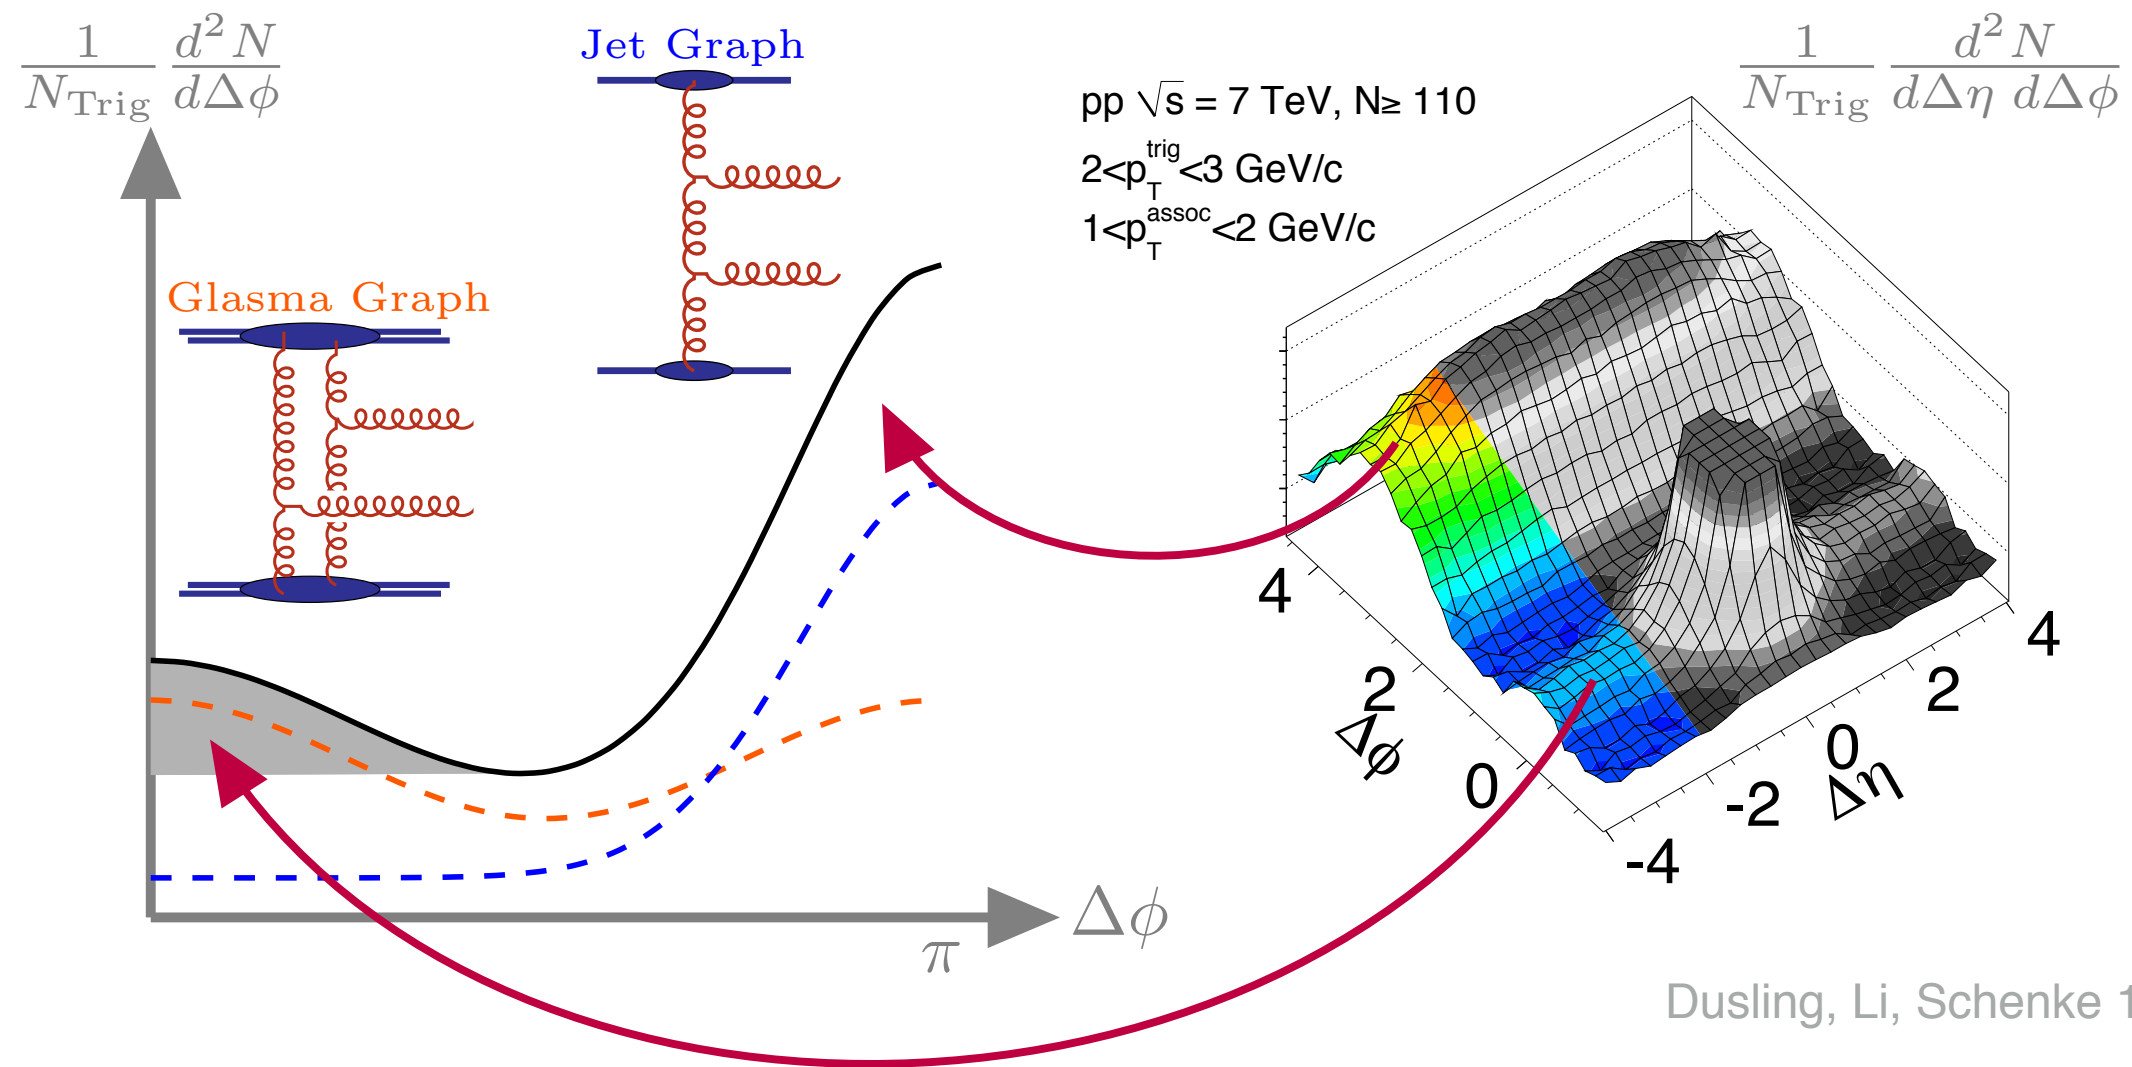 1/N_Trig d²N/dΔφ
Jet Graph
Glasma Graph
π
Δφ
pp √s = 7 TeV, N≥ 110
2<p_T^trig<3 GeV/c
1<p_T^assoc<2 GeV/c
1/N_Trig d²N/dΔη dΔφ
4
2
0
Δφ
-4
-2
0
2
4
Δη
Dusling, Li, Schenke